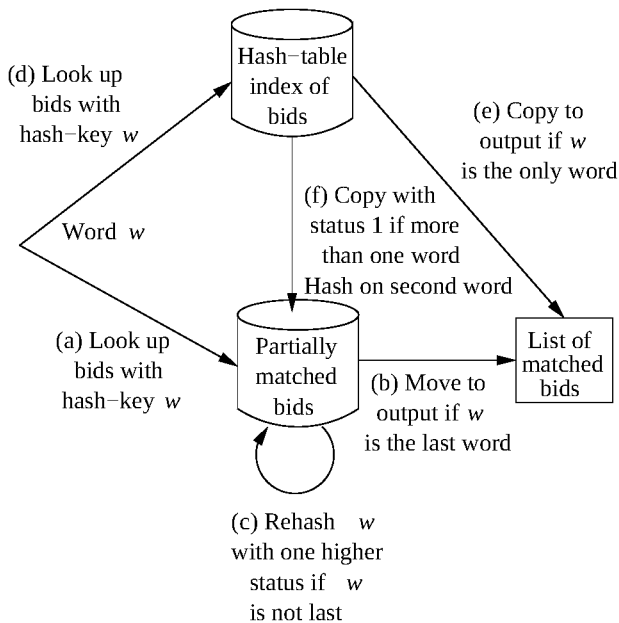 Hash−table
index of
bids
(d) Look up
bids with
hash−key w
(e) Copy to
output if w
is the only word
(f) Copy with
status 1 if more
than one word
Hash on second word
Word w
(a) Look up
bids with
hash−key w
Partially
matched
bids
List of
matched
bids
(b) Move to
output if w
is the last word
(c) Rehash w
with one higher
status if w
is not last